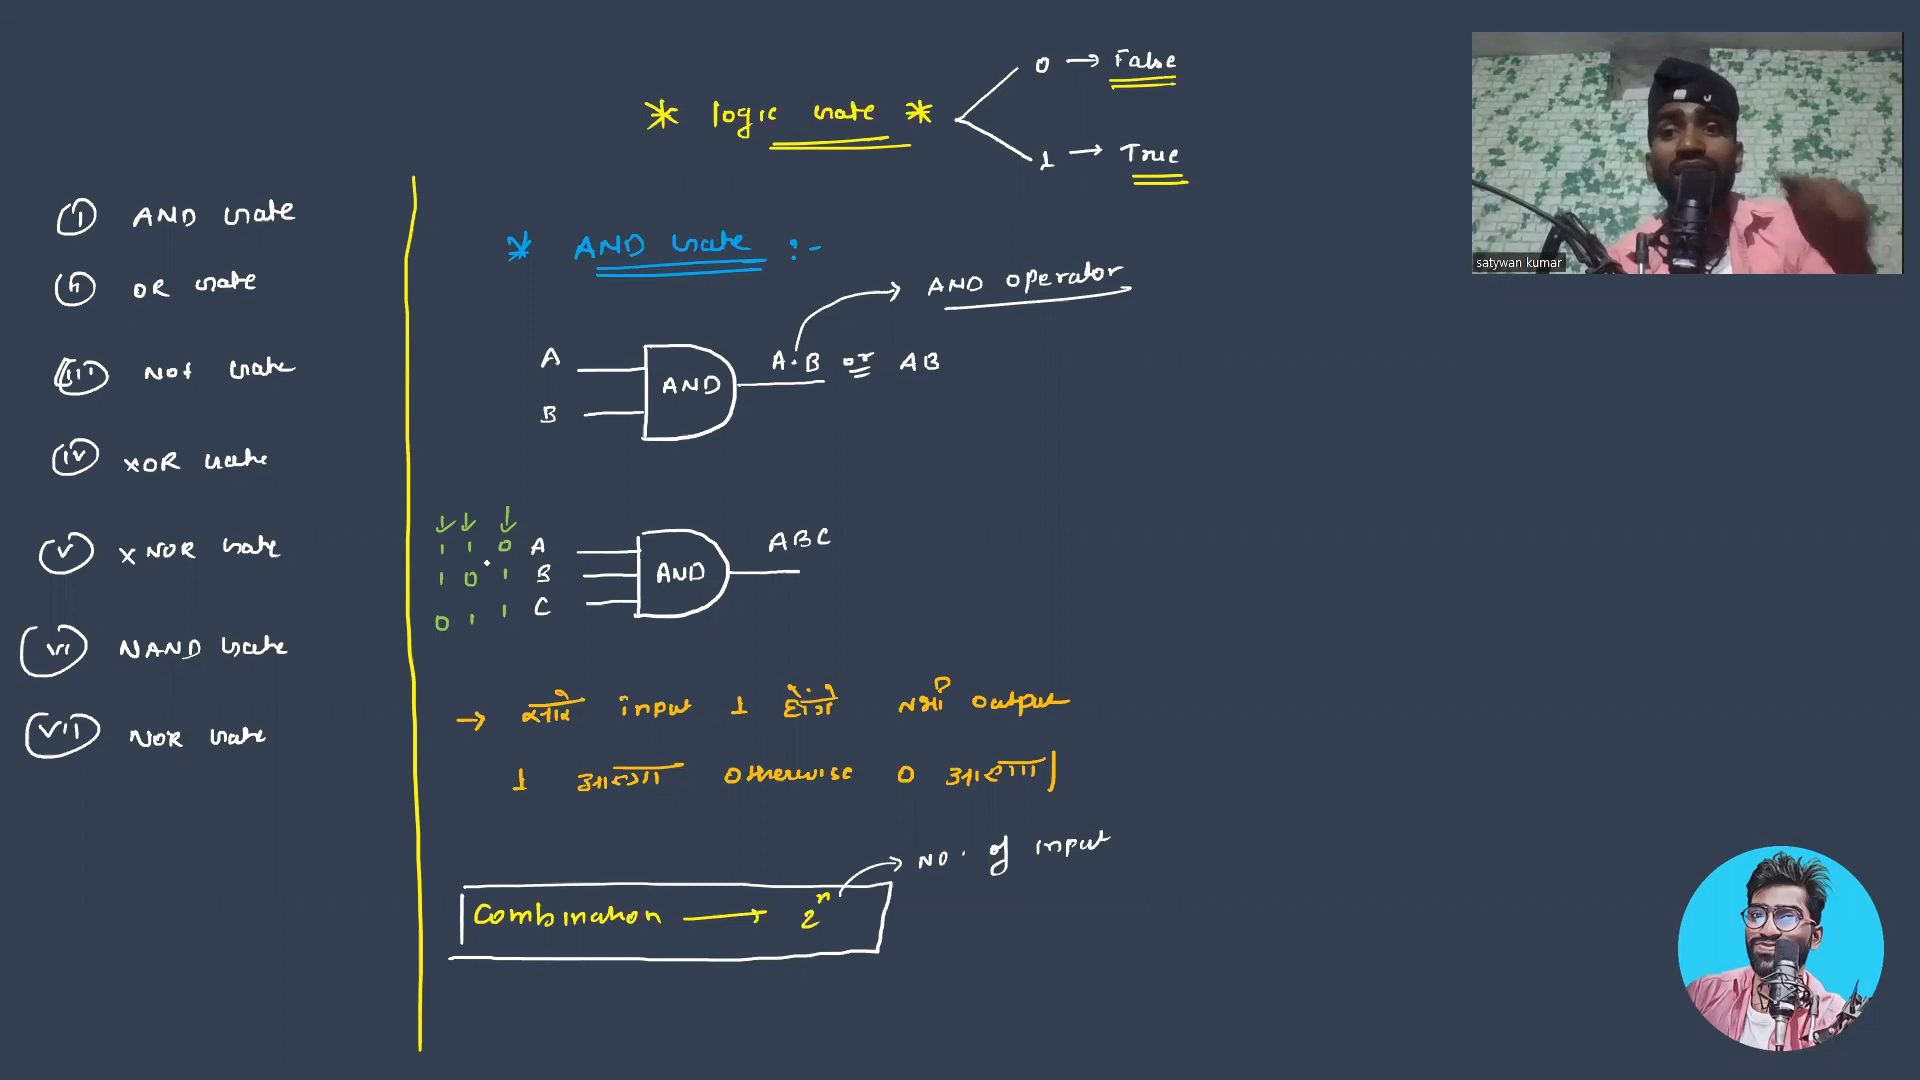 * logic Gate *
0 → False
1 → True
(i) AND Gate
(ii) OR Gate
(iii) Not Gate
(iv) XOR Gate
(v) XNOR Gate
(vi) NAND Gate
(vii) NOR Gate
* AND Gate :-
AND operator
A
B
AND
A·B or AB
1 1 0 A
1 0 1 B
0 1 1 C
AND
ABC
→ input 1 output
1 आएगा otherwise 0 आएगा।
Combination → 2ⁿ
→ No. of input
satywan kumar